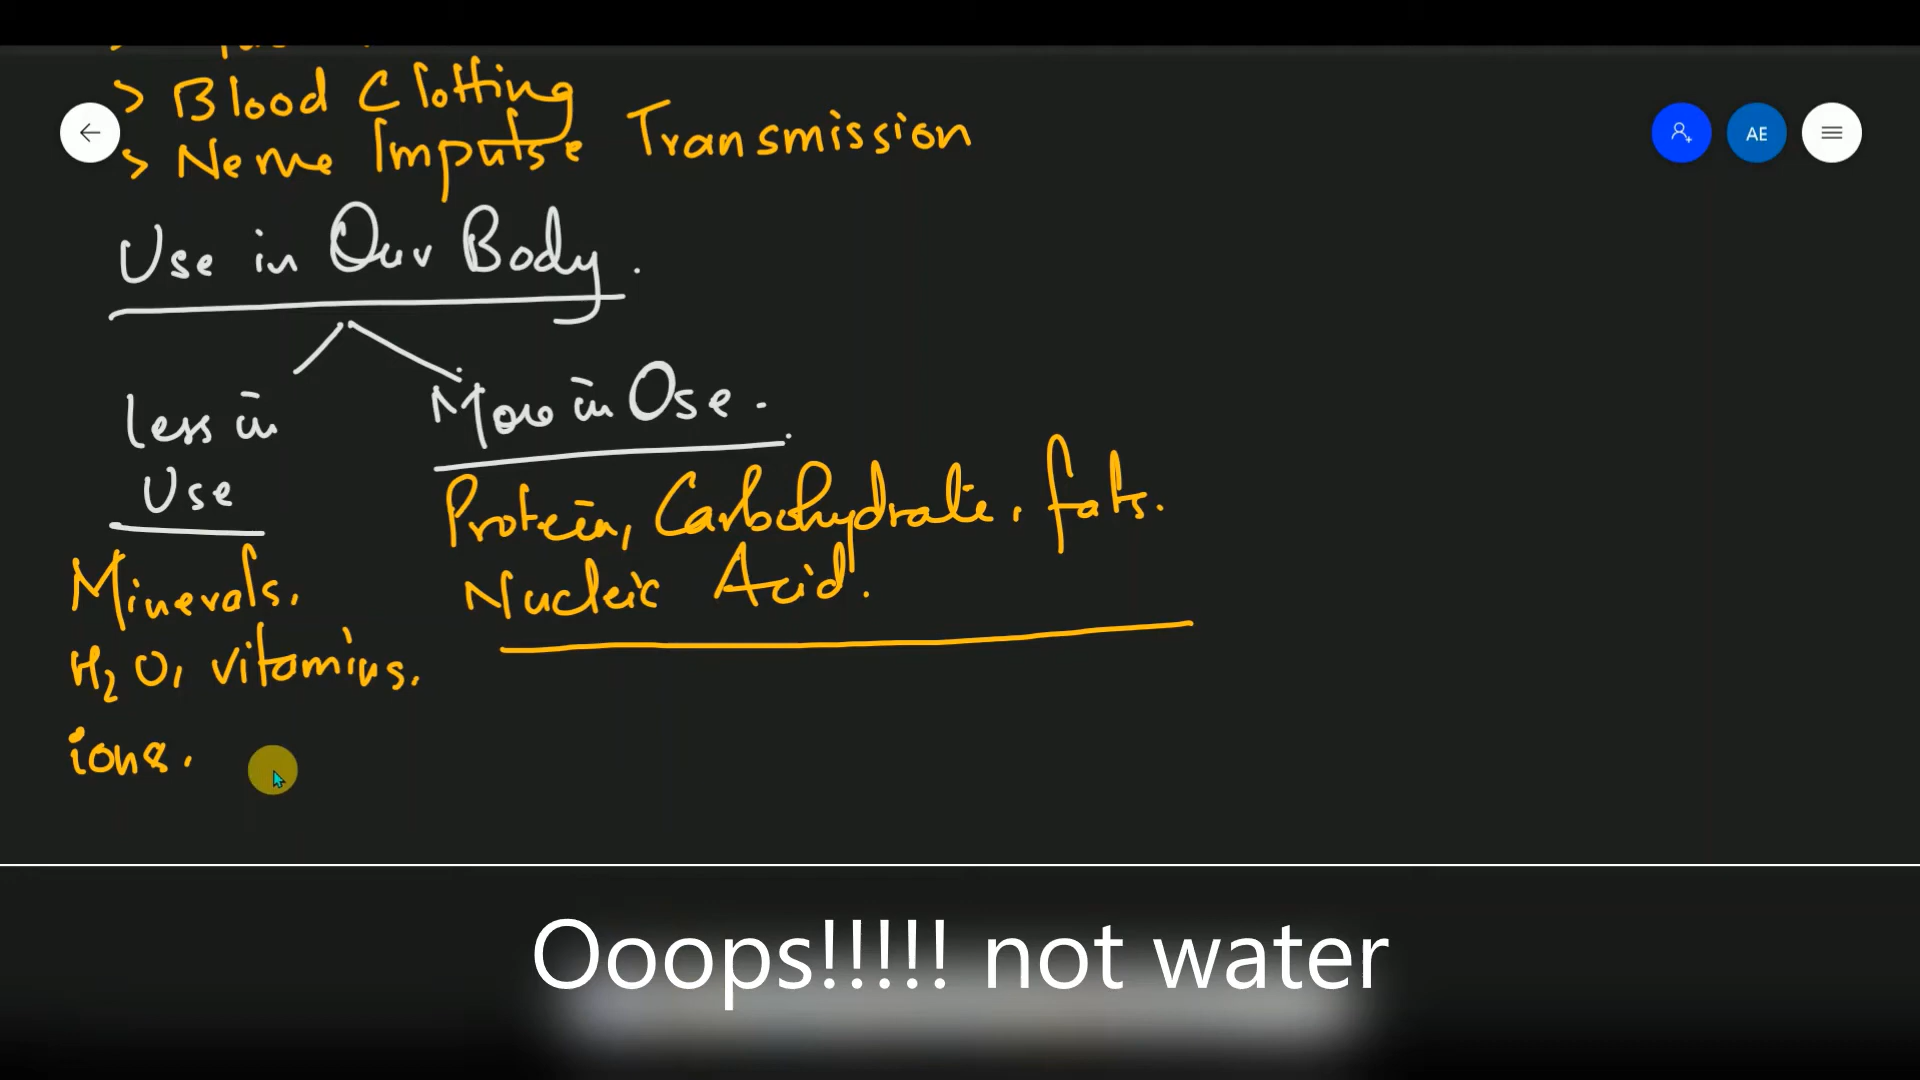 > Blood Clotting
> Nerve Impulse Transmission
AE
Use in Our Body.
Less in
Use
More in Use.
Protein, Carbohydrate, fats.
Nucleic Acid.
Minerals.
H2O, vitamins.
ions.
Ooops!!!!! not water